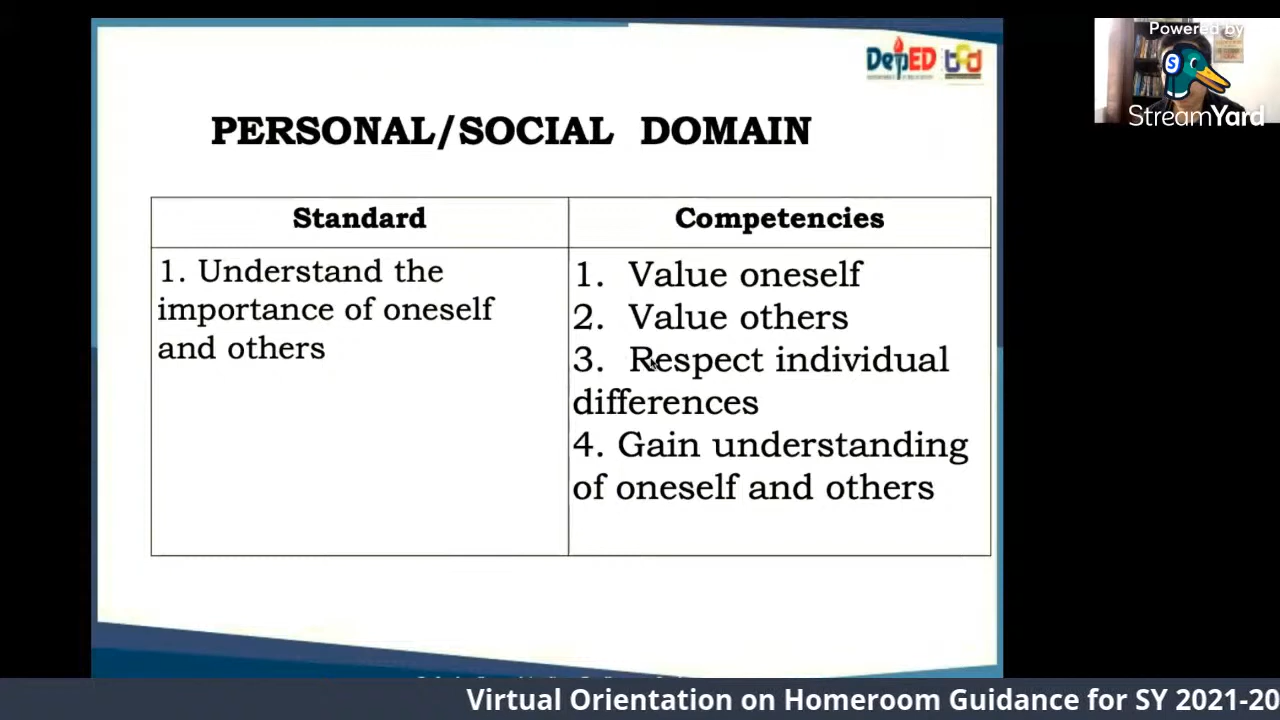 Powered by
StreamYard
DepED
PERSONAL/SOCIAL DOMAIN
Standard
Competencies
1. Understand the
importance of oneself
and others
1. Value oneself
2. Value others
3. Respect individual
differences
4. Gain understanding
of oneself and others
Virtual Orientation on Homeroom Guidance for SY 2021-20